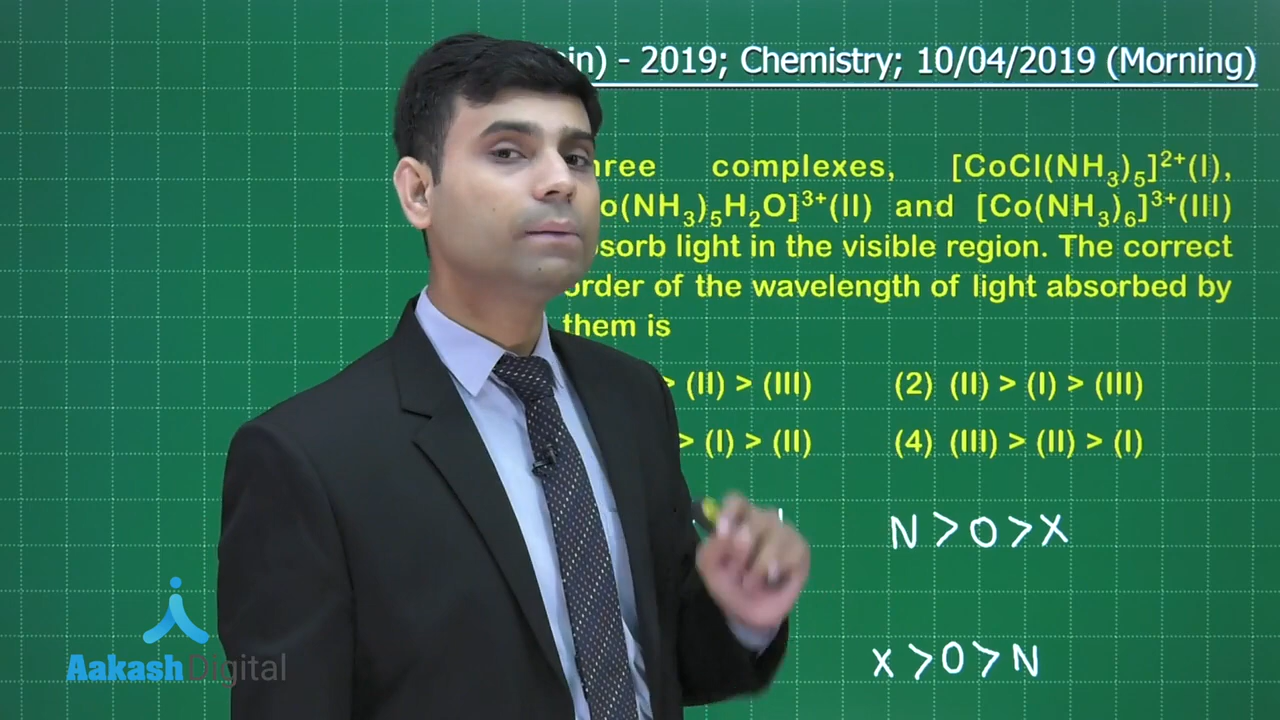 - 2019; Chemistry; 10/04/2019 (Morning)
complexes, [CoCl(NH₃)₅]²⁺(I),
(NH₃)₅H₂O]³⁺(II) and [Co(NH₃)₆]³⁺(III)
light in the visible region. The correct
order of the wavelength of light absorbed by
them is
> (II) > (III) (2) (II) > (I) > (III)
> (I) > (II) (4) (III) > (II) > (I)
N > O > X
X > O > N
Aakash Digital